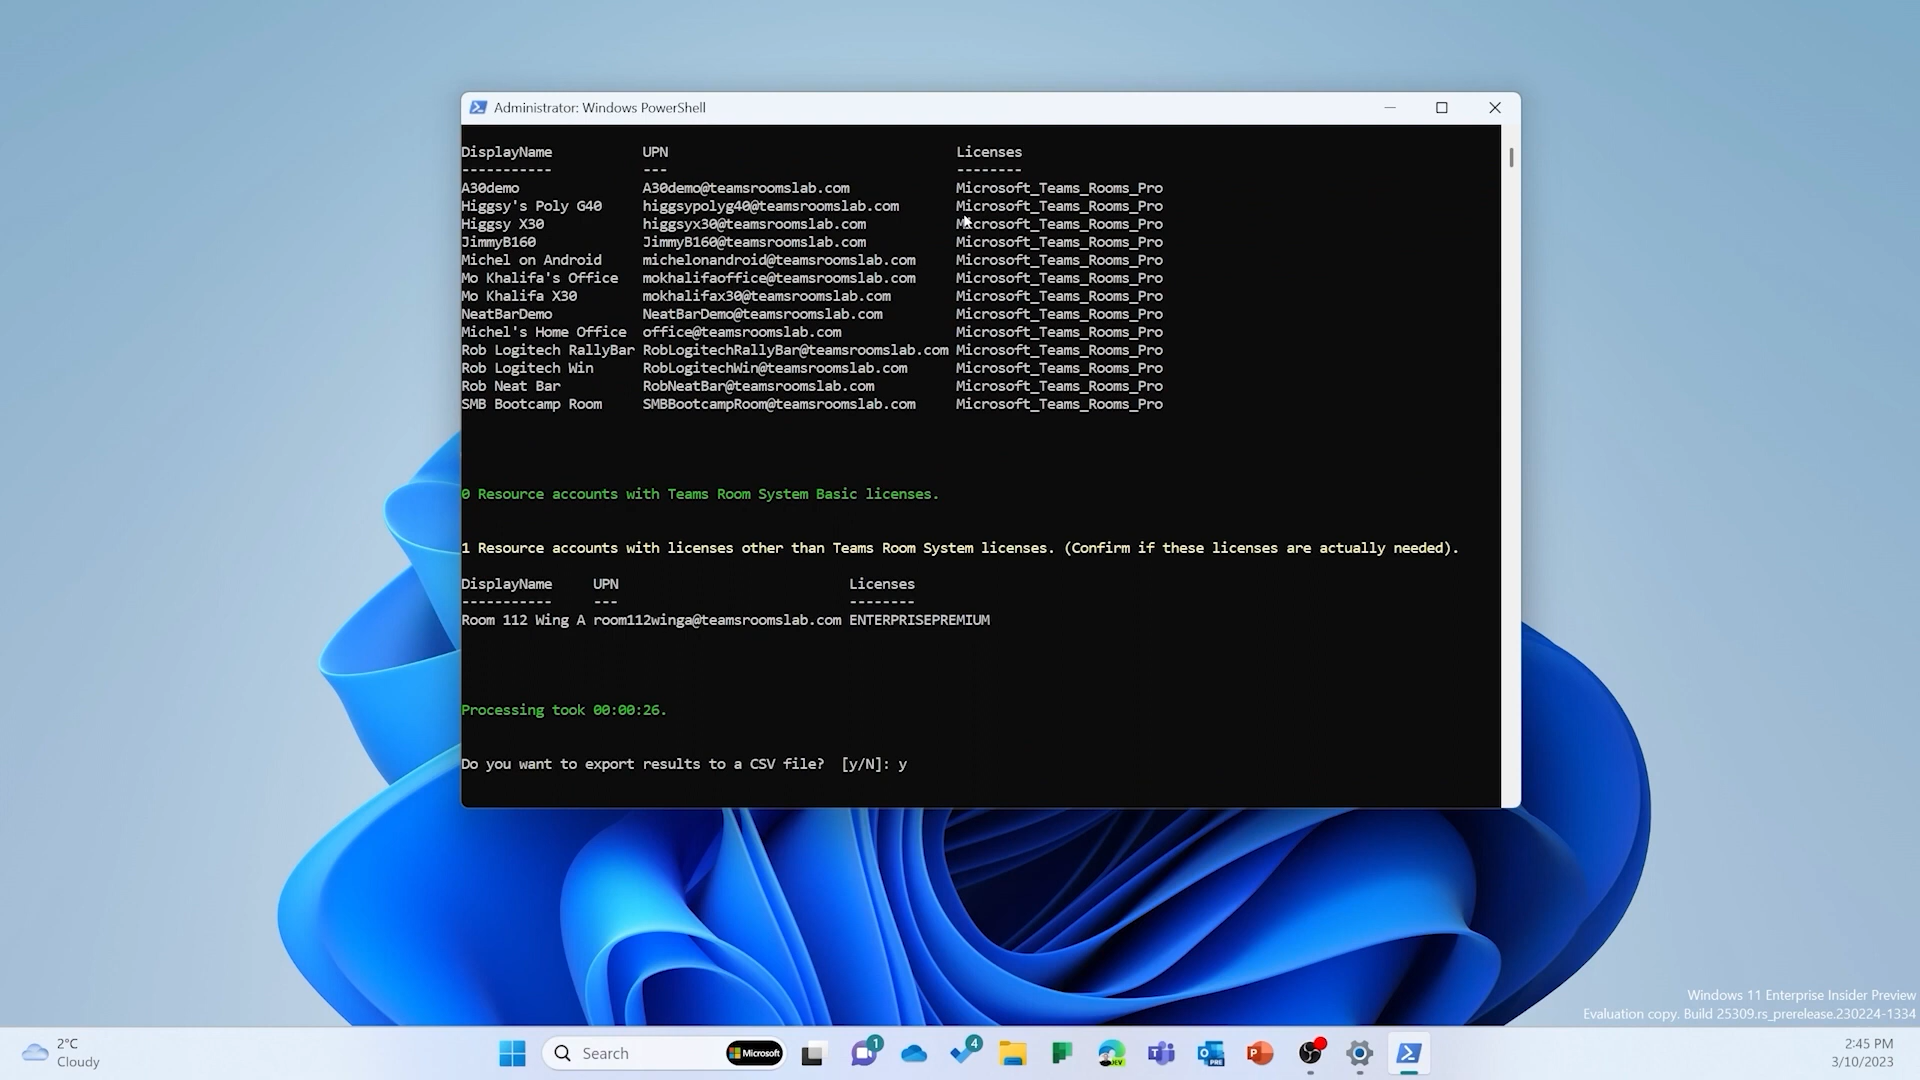 Administrator: Windows PowerShell
DisplayName UPN Licenses
----------- --- --------
A30demo A30demo@teamsroomslab.com Microsoft_Teams_Rooms_Pro
Higgsy's Poly G40 higgsypolyg40@teamsroomslab.com Microsoft_Teams_Rooms_Pro
Higgsy X30 higgsyx30@teamsroomslab.com Microsoft_Teams_Rooms_Pro
JimmyB160 JimmyB160@teamsroomslab.com Microsoft_Teams_Rooms_Pro
Michel on Android michelonandroid@teamsroomslab.com Microsoft_Teams_Rooms_Pro
Mo Khalifa's Office mokhalifaoffice@teamsroomslab.com Microsoft_Teams_Rooms_Pro
Mo Khalifa X30 mokhalifax30@teamsroomslab.com Microsoft_Teams_Rooms_Pro
NeatBarDemo NeatBarDemo@teamsroomslab.com Microsoft_Teams_Rooms_Pro
Michel's Home Office office@teamsroomslab.com Microsoft_Teams_Rooms_Pro
Rob Logitech RallyBar RobLogitechRallyBar@teamsroomslab.com Microsoft_Teams_Rooms_Pro
Rob Logitech Win RobLogitechWin@teamsroomslab.com Microsoft_Teams_Rooms_Pro
Rob Neat Bar RobNeatBar@teamsroomslab.com Microsoft_Teams_Rooms_Pro
SMB Bootcamp Room SMBBootcampRoom@teamsroomslab.com Microsoft_Teams_Rooms_Pro
0 Resource accounts with Teams Room System Basic licenses.
1 Resource accounts with licenses other than Teams Room System licenses. (Confirm if these licenses are actually needed).
DisplayName UPN Licenses
----------- --- --------
Room 112 Wing A room112winga@teamsroomslab.com ENTERPRISEPREMIUM
Processing took 00:00:26.
Do you want to export results to a CSV file? [y/N]: y
Windows 11 Enterprise Insider Preview
Evaluation copy. Build 25309.rs_prerelease.230224-1334
2°C
Cloudy
Search
Microsoft
1
4
DEV
PRE
2:45 PM
3/10/2023